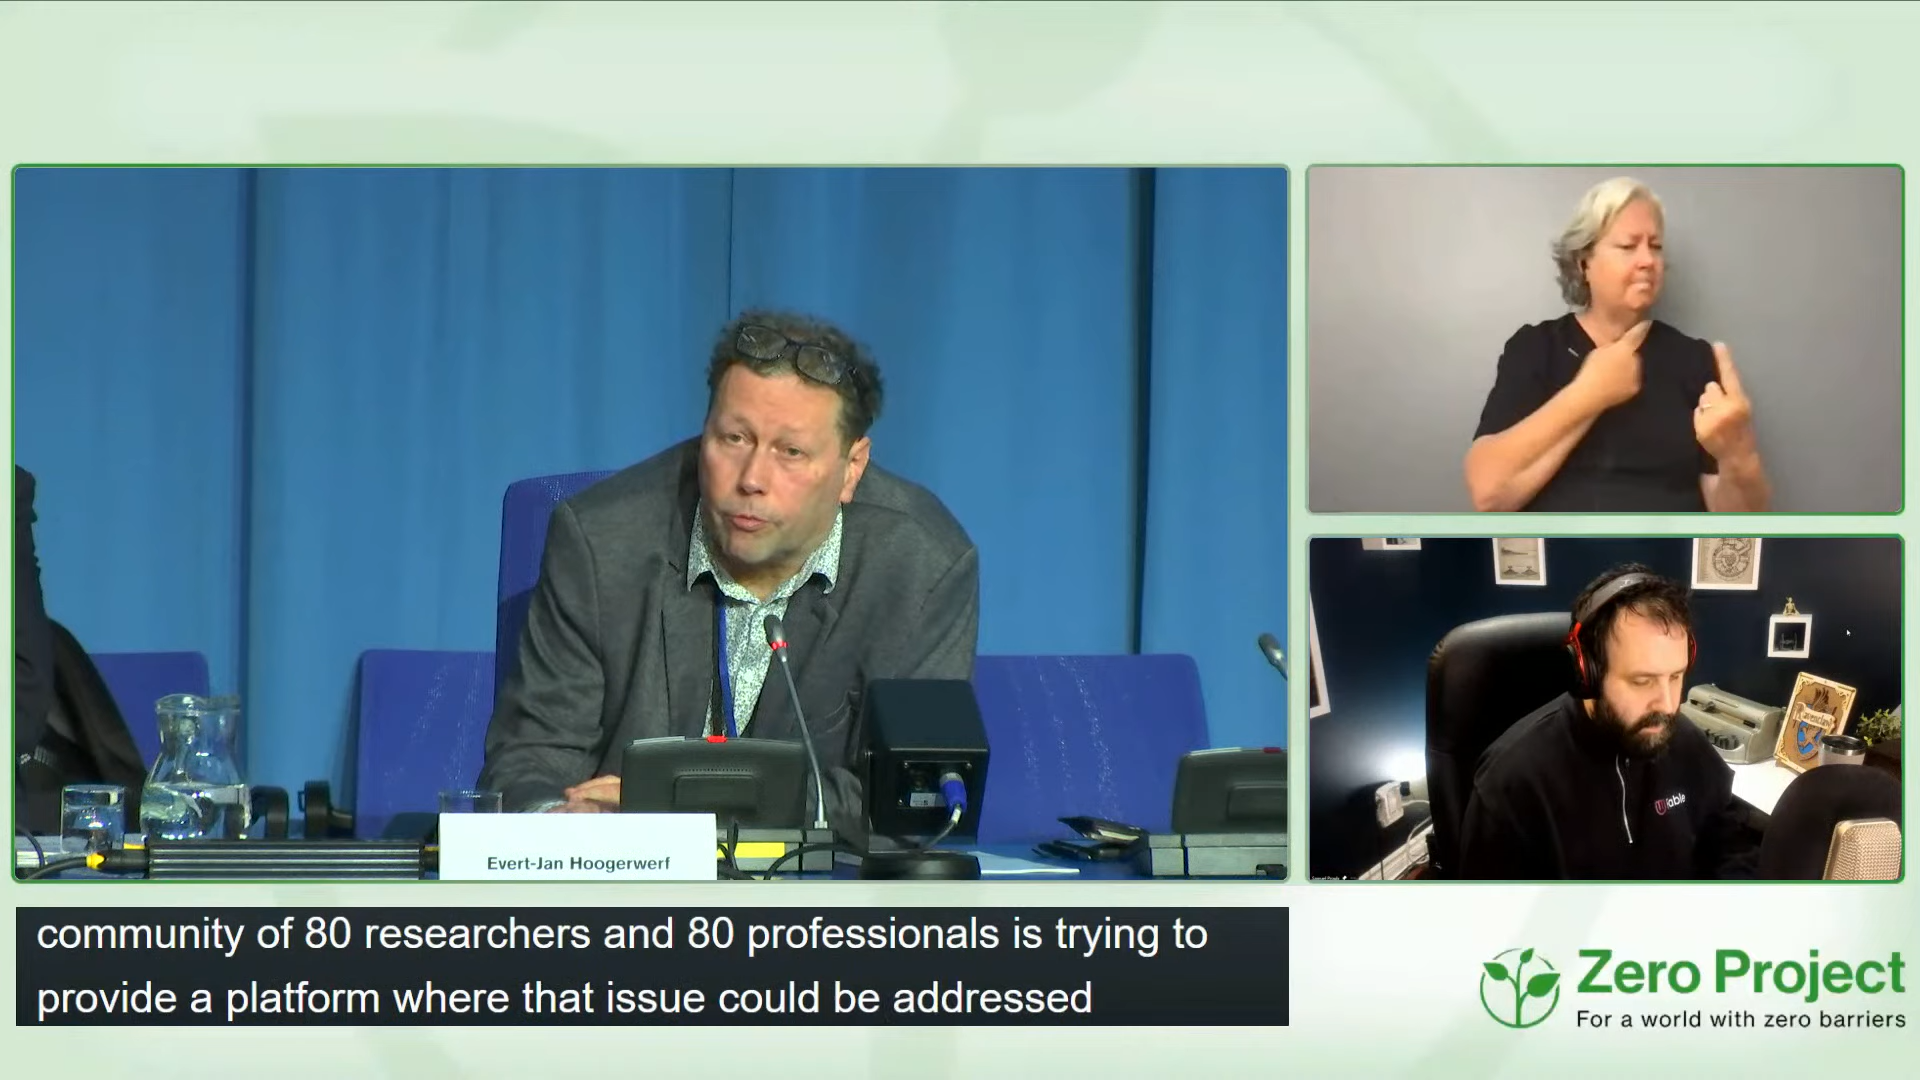 Evert-Jan Hoogerwerf
community of 80 researchers and 80 professionals is trying to
provide a platform where that issue could be addressed
Zero Project
For a world with zero barriers